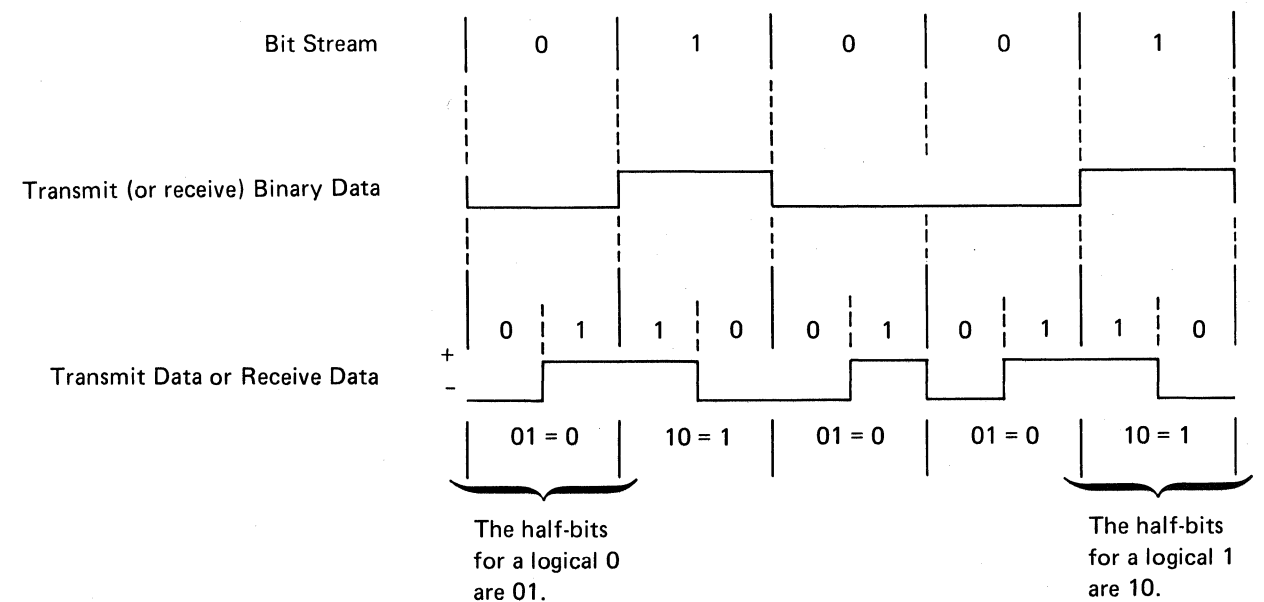 Bit Stream 0 1 0 0 1
Transmit (or receive) Binary Data
0 1 1 0 0 1 0 1 1 0
+
Transmit Data or Receive Data
−
01 = 0 10 = 1 01 = 0 01 = 0 10 = 1
The half-bits
for a logical 0
are 01.
The half-bits
for a logical 1
are 10.